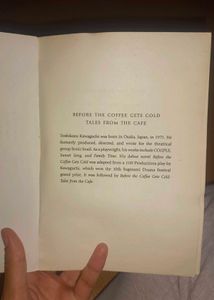 BEFORE THE COFFEE GETS COLD
TALES FROM THE CAFE
Toshikazu Kawaguchi was born in Osaka, Japan, in 1971. He
formerly produced, directed, and wrote for the theatrical
group Sonic Snail. As a playwright, his works include COUPLE,
Sunset Song, and Family Time. His debut novel Before the
Coffee Gets Cold was adapted from a 1110 Productions play by
Kawaguchi, which won the 10th Suginami Drama Festival
grand prize. It was followed by Before the Coffee Gets Cold:
Tales from the Cafe.